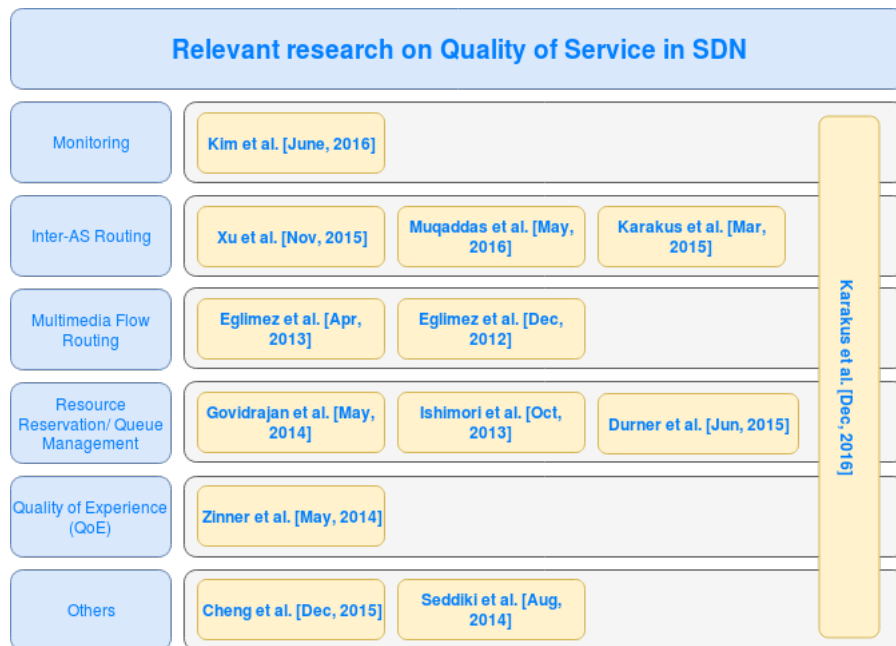 Relevant research on Quality of Service in SDN
Monitoring
Kim et al. [June, 2016]
Inter-AS Routing
Xu et al. [Nov, 2015]
Muqaddas et al. [May,
2016]
Karakus et al. [Mar,
2015]
Multimedia Flow
Routing
Eglimez et al. [Apr,
2013]
Eglimez et al. [Dec,
2012]
Resource
Reservation/ Queue
Management
Govidrajan et al. [May,
2014]
Ishimori et al. [Oct,
2013]
Durner et al. [Jun, 2015]
Quality of Experience
(QoE)
Zinner et al. [May, 2014]
Others
Cheng et al. [Dec, 2015]
Seddiki et al. [Aug,
2014]
Karakus et al. [Dec, 2016]